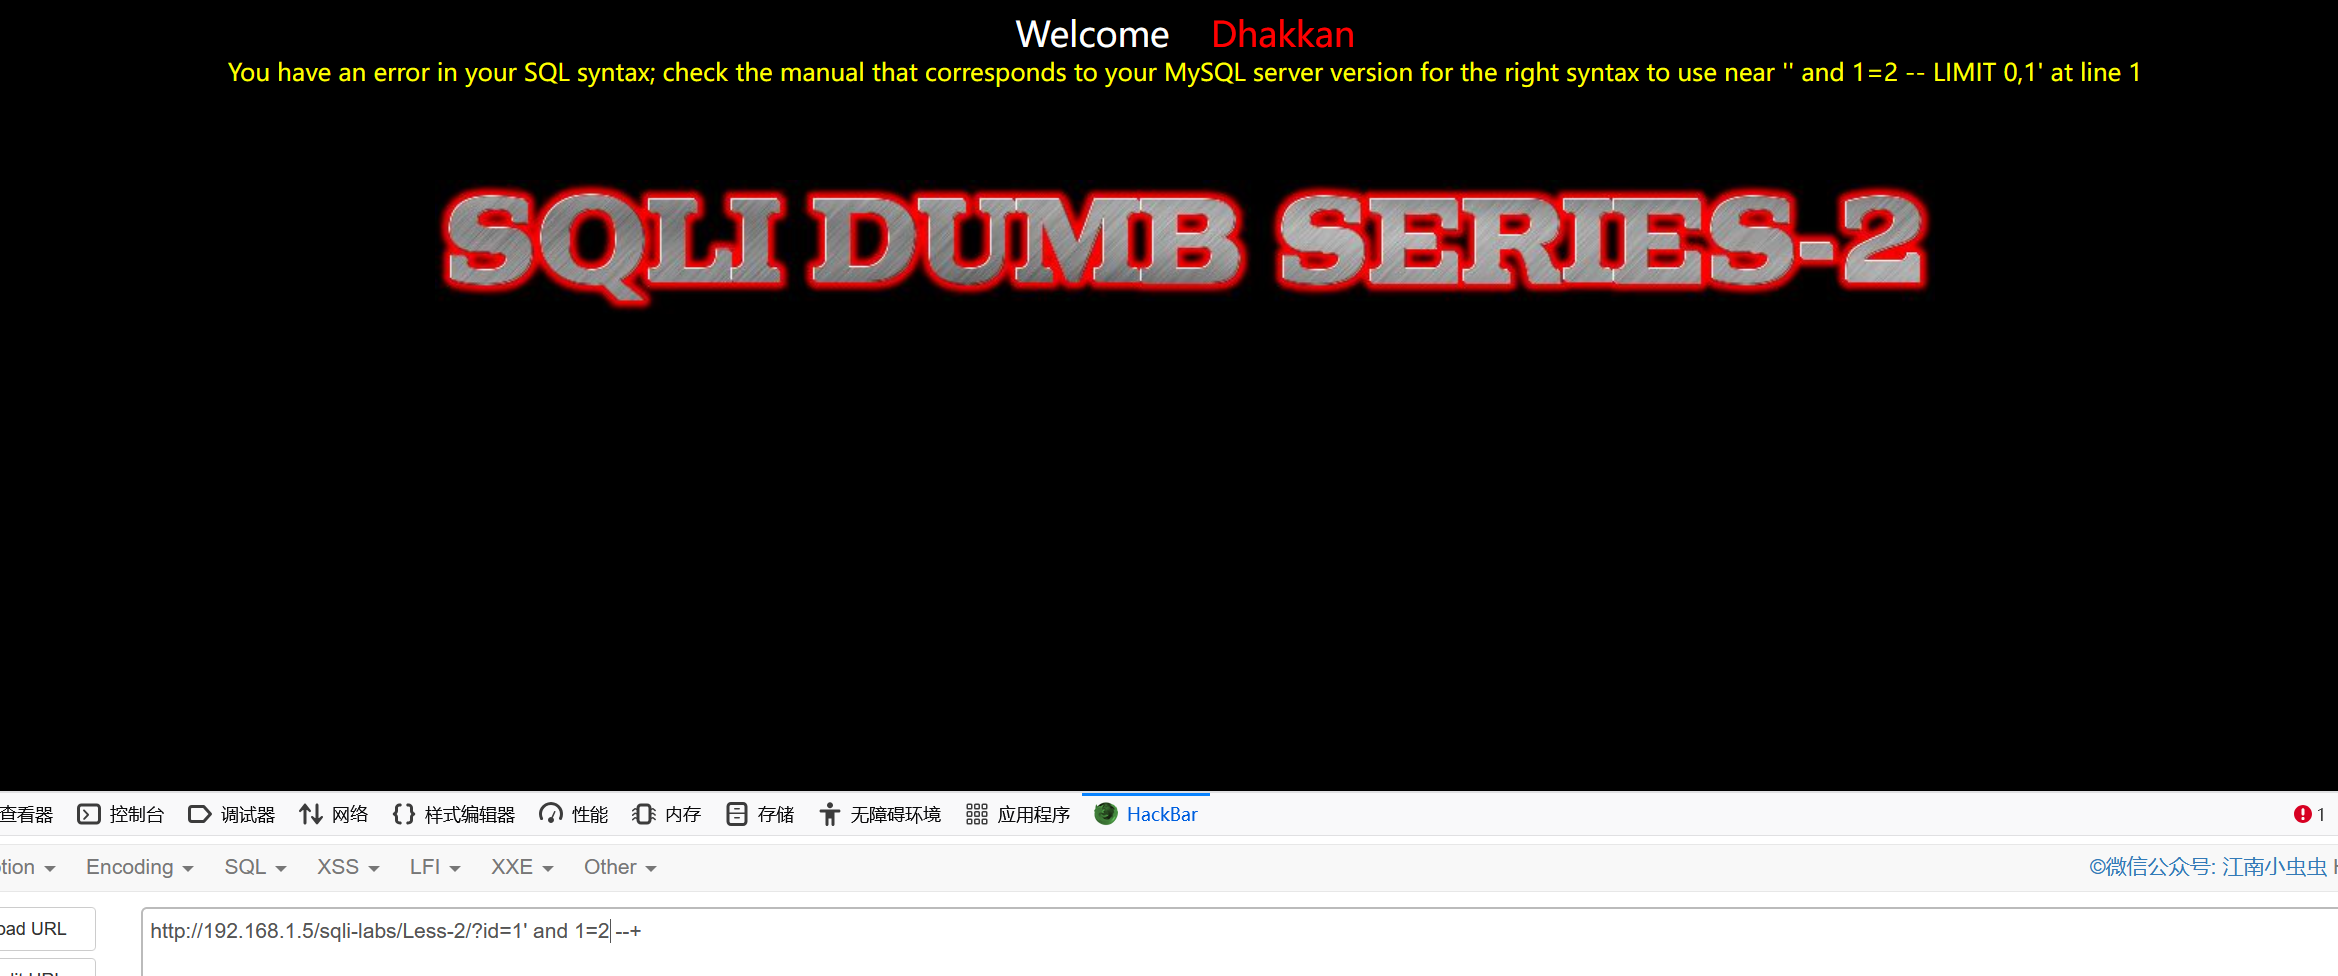 Welcome Dhakkan
You have an error in your SQL syntax; check the manual that corresponds to your MySQL server version for the right syntax to use near '' and 1=2 -- LIMIT 0,1' at line 1
SQLI DUMB SERIES-2
查看器 控制台 调试器 网络 样式编辑器 性能 内存 存储 无障碍环境 应用程序 HackBar 1
Encoding SQL XSS LFI XXE Other ©微信公众号: 江南小虫虫
URL http://192.168.1.5/sqli-labs/Less-2/?id=1' and 1=2 --+